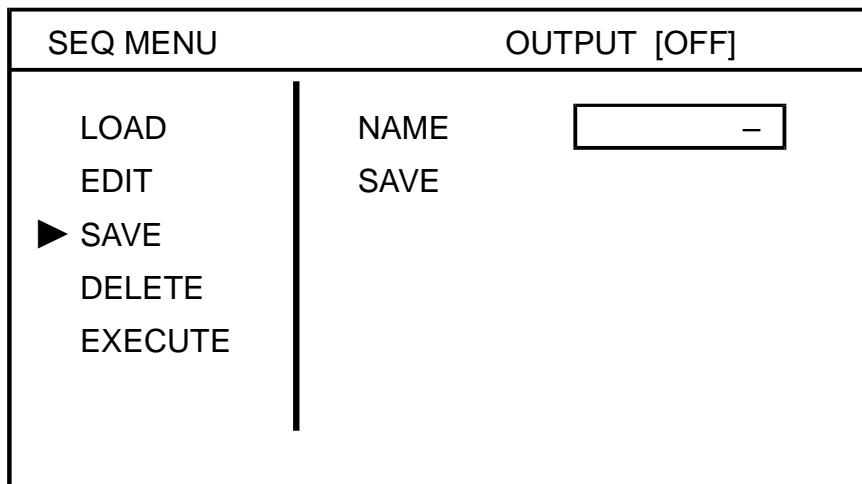 SEQ MENU OUTPUT [OFF]
LOAD
EDIT
▶ SAVE
DELETE
EXECUTE
NAME –
SAVE